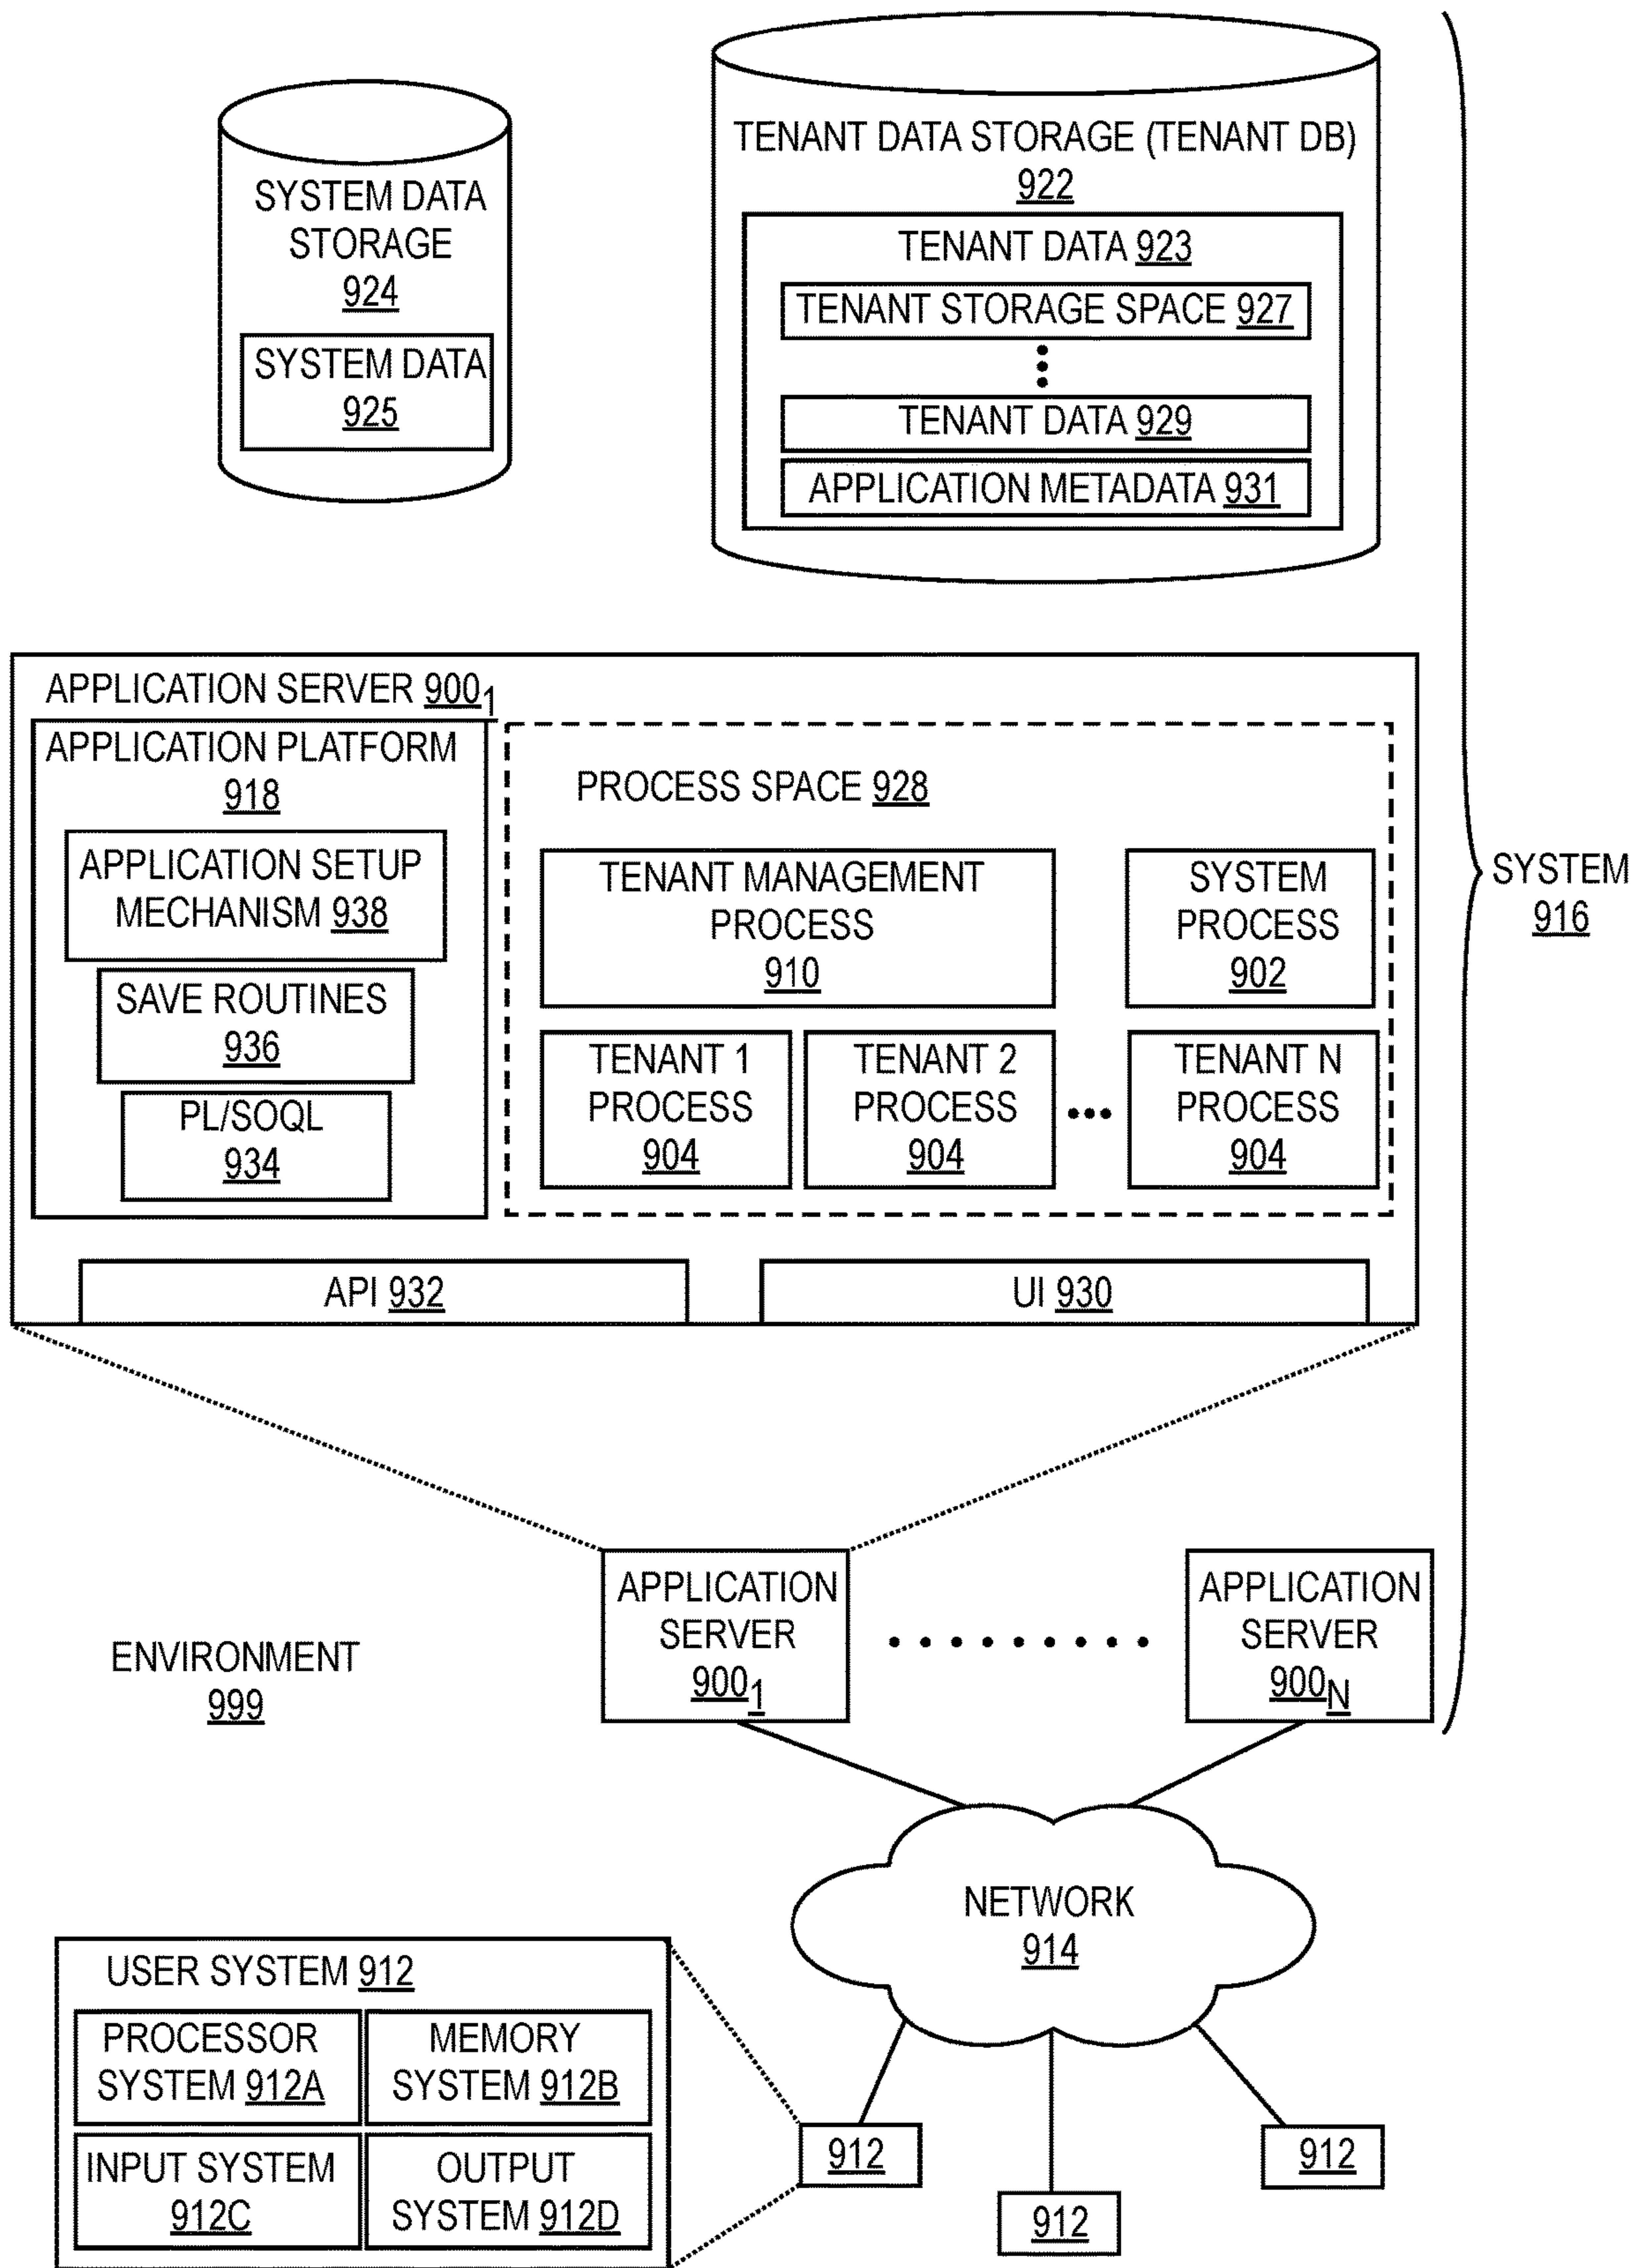 SYSTEM DATA
STORAGE
924
SYSTEM DATA
925
TENANT DATA STORAGE (TENANT DB)
922
TENANT DATA 923
TENANT STORAGE SPACE 927
TENANT DATA 929
APPLICATION METADATA 931
SYSTEM
916
APPLICATION SERVER 900₁
APPLICATION PLATFORM
918
APPLICATION SETUP
MECHANISM 938
SAVE ROUTINES
936
PL/SOQL
934
PROCESS SPACE 928
TENANT MANAGEMENT
PROCESS
910
SYSTEM
PROCESS
902
TENANT 1
PROCESS
904
TENANT 2
PROCESS
904
TENANT N
PROCESS
904
API 932
UI 930
APPLICATION
SERVER
900₁
APPLICATION
SERVER
900N
ENVIRONMENT
999
NETWORK
914
USER SYSTEM 912
PROCESSOR
SYSTEM 912A
MEMORY
SYSTEM 912B
INPUT SYSTEM
912C
OUTPUT
SYSTEM 912D
912
912
912